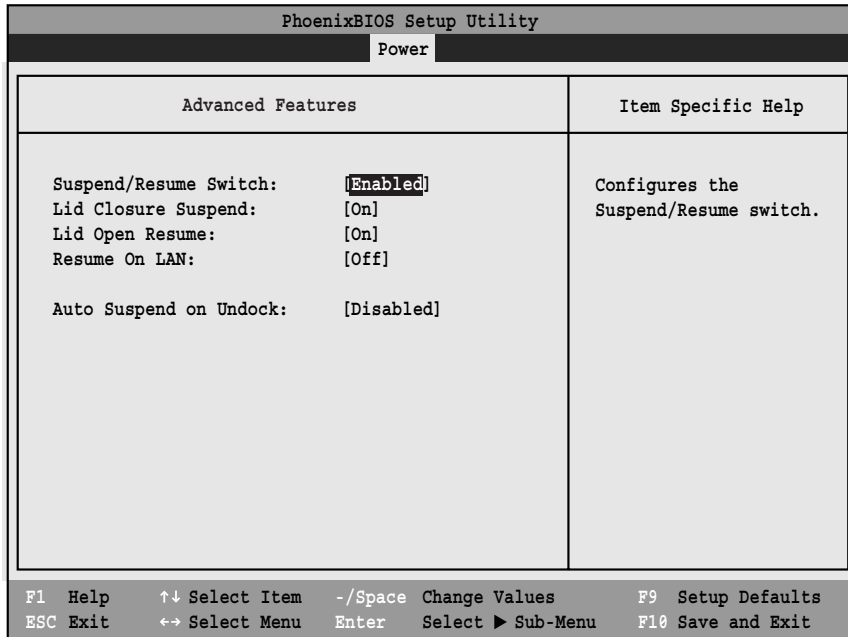 PhoenixBIOS Setup Utility
Power
Advanced Features
Item Specific Help
Suspend/Resume Switch: [Enabled]
Lid Closure Suspend: [On]
Lid Open Resume: [On]
Resume On LAN: [Off]
Auto Suspend on Undock: [Disabled]
Configures the
Suspend/Resume switch.
F1 Help ↑↓ Select Item -/Space Change Values F9 Setup Defaults
ESC Exit ←→ Select Menu Enter Select ▶ Sub-Menu F10 Save and Exit